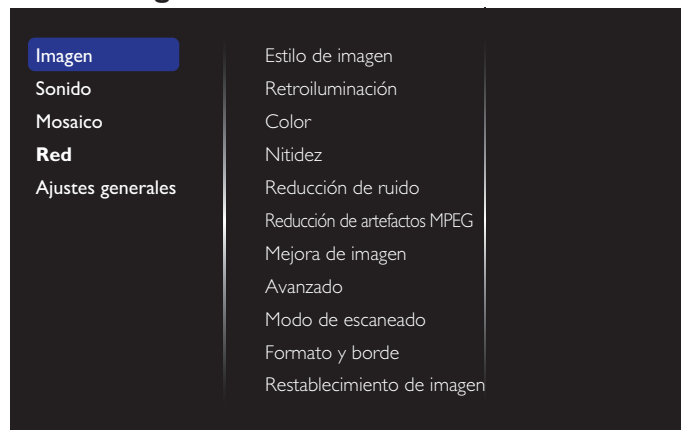 Imagen
Sonido
Mosaico
Red
Ajustes generales
Estilo de imagen
Retroiluminación
Color
Nitidez
Reducción de ruido
Reducción de artefactos MPEG
Mejora de imagen
Avanzado
Modo de escaneado
Formato y borde
Restablecimiento de imagen